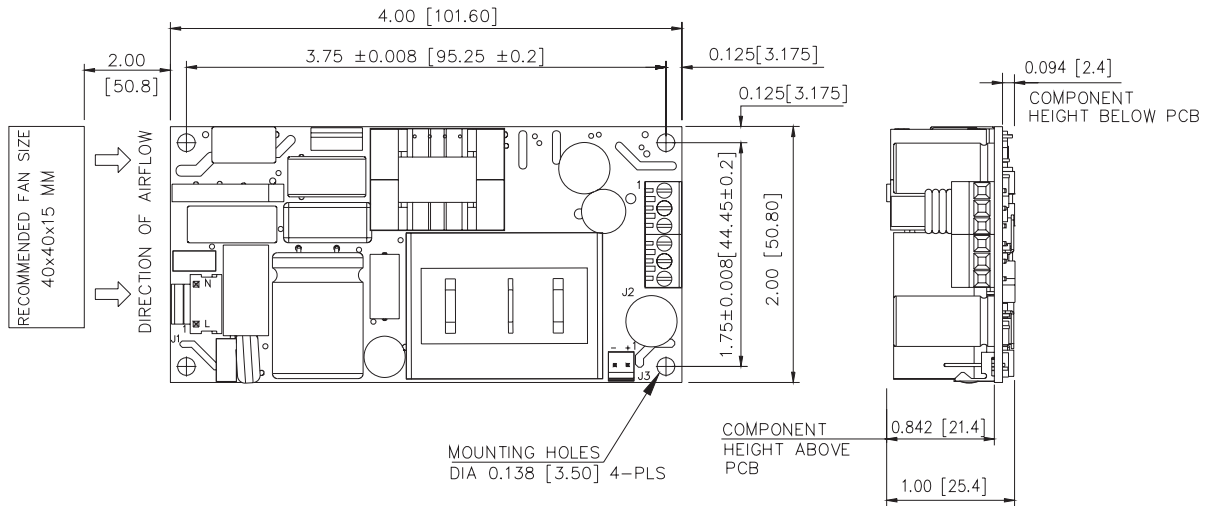 4.00 [101.60]
2.00
[50.8]
3.75 ±0.008 [95.25 ±0.2]
0.125[3.175]
0.125[3.175]
0.094 [2.4]
COMPONENT
HEIGHT BELOW PCB
RECOMMENDED FAN SIZE
40x40x15 MM
DIRECTION OF AIRFLOW
1
N
L
1
J1
J2
- +
1
J3
1.75±0.008[44.45±0.2]
2.00 [50.80]
MOUNTING HOLES
DIA 0.138 [3.50] 4-PLS
COMPONENT
HEIGHT ABOVE
PCB
0.842 [21.4]
1.00 [25.4]